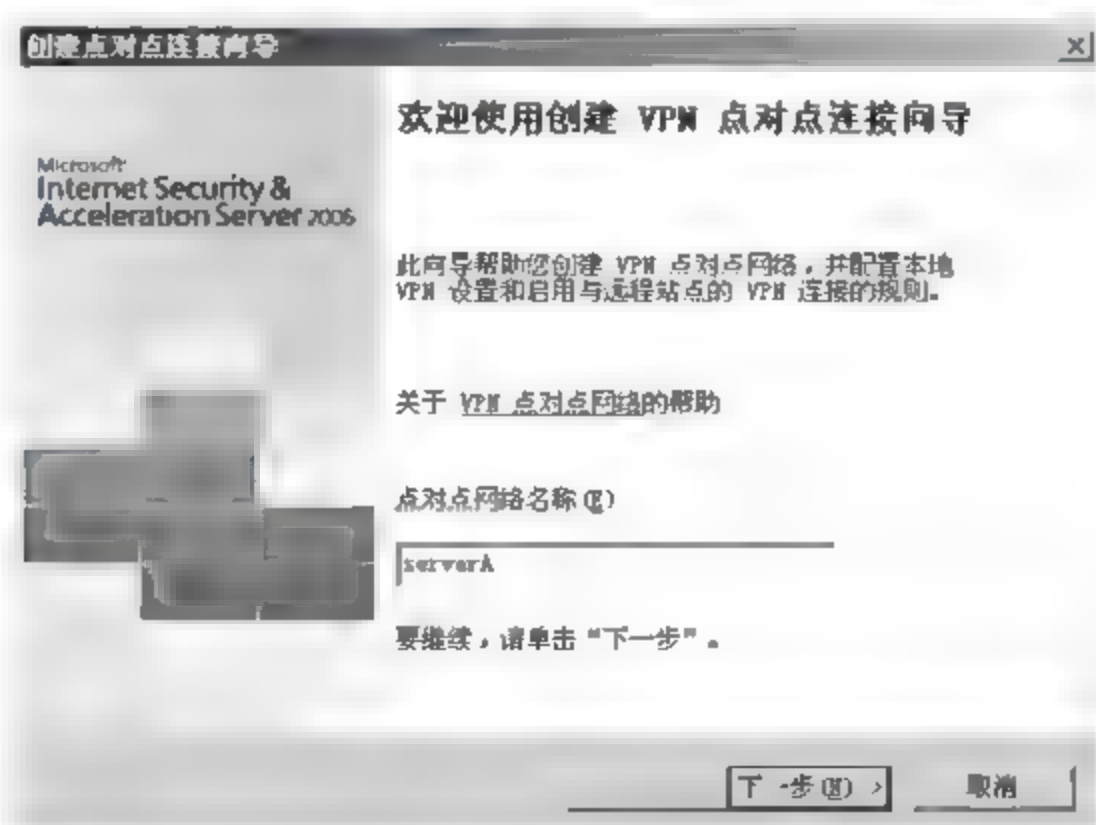 创建点对点连接向导
欢迎使用创建 VPN 点对点连接向导
Microsoft
Internet Security &
Acceleration Server 2006
此向导帮助您创建 VPN 点对点网络，并配置本地
VPN 设置和启用与远程站点的 VPN 连接的规则。
关于 VPN 点对点网络的帮助
点对点网络名称(E)
serverA
要继续，请单击“下一步”。
下一步(N) >
取消